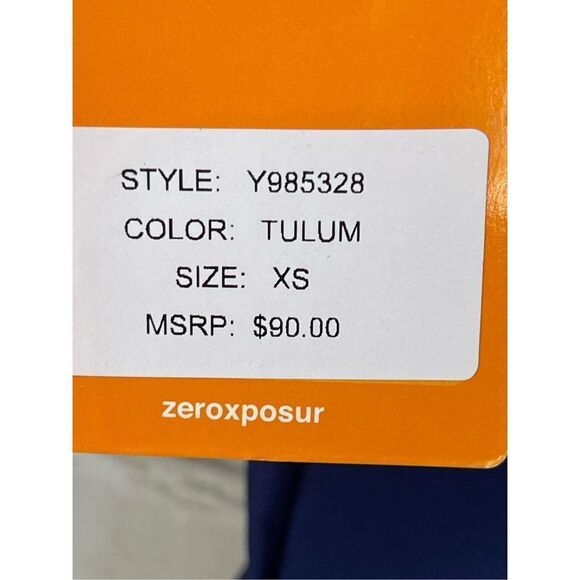 STYLE: Y985328
COLOR: TULUM
SIZE: XS
MSRP: $90.00
zeroxposur